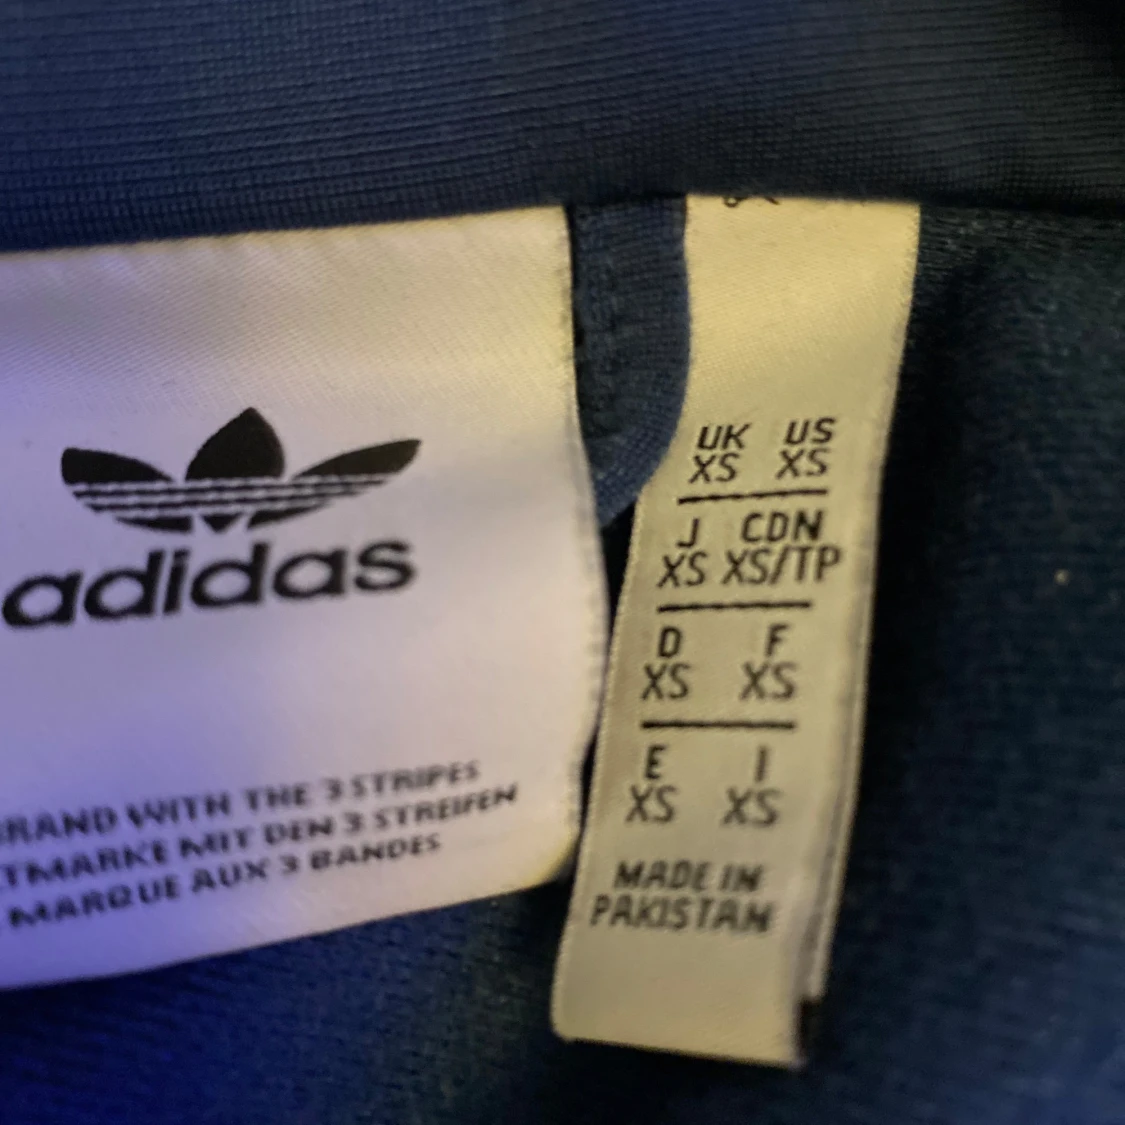 adidas
BRAND WITH THE 3 STRIPES
TMARKE MIT DEN 3 STREIFEN
MARQUE AUX 3 BANDES
UK US
XS XS
J CDN
XS XS/TP
D F
XS XS
E I
XS XS
MADE IN
PAKISTAN